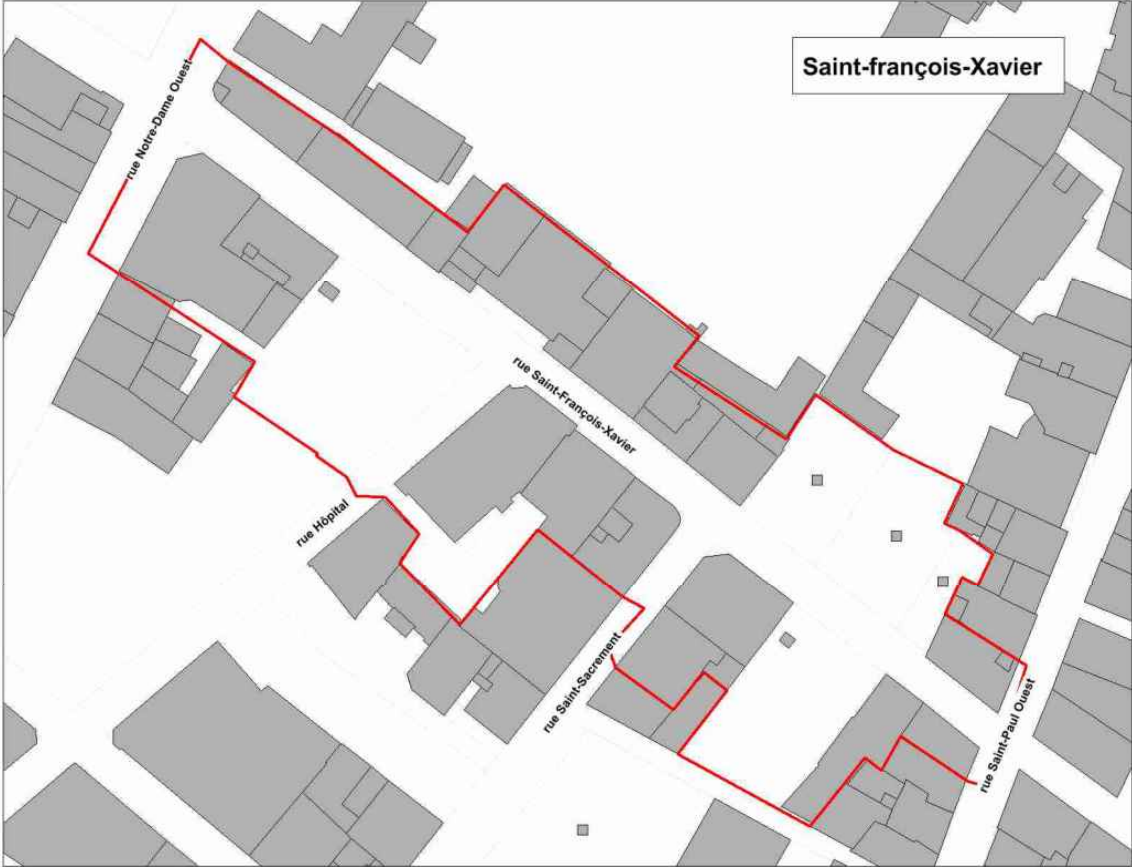 Saint-françois-Xavier
rue Notre-Dame Ouest
rue Saint-François-Xavier
rue Hôpital
rue Saint-Sacrement
rue Saint-Paul Ouest